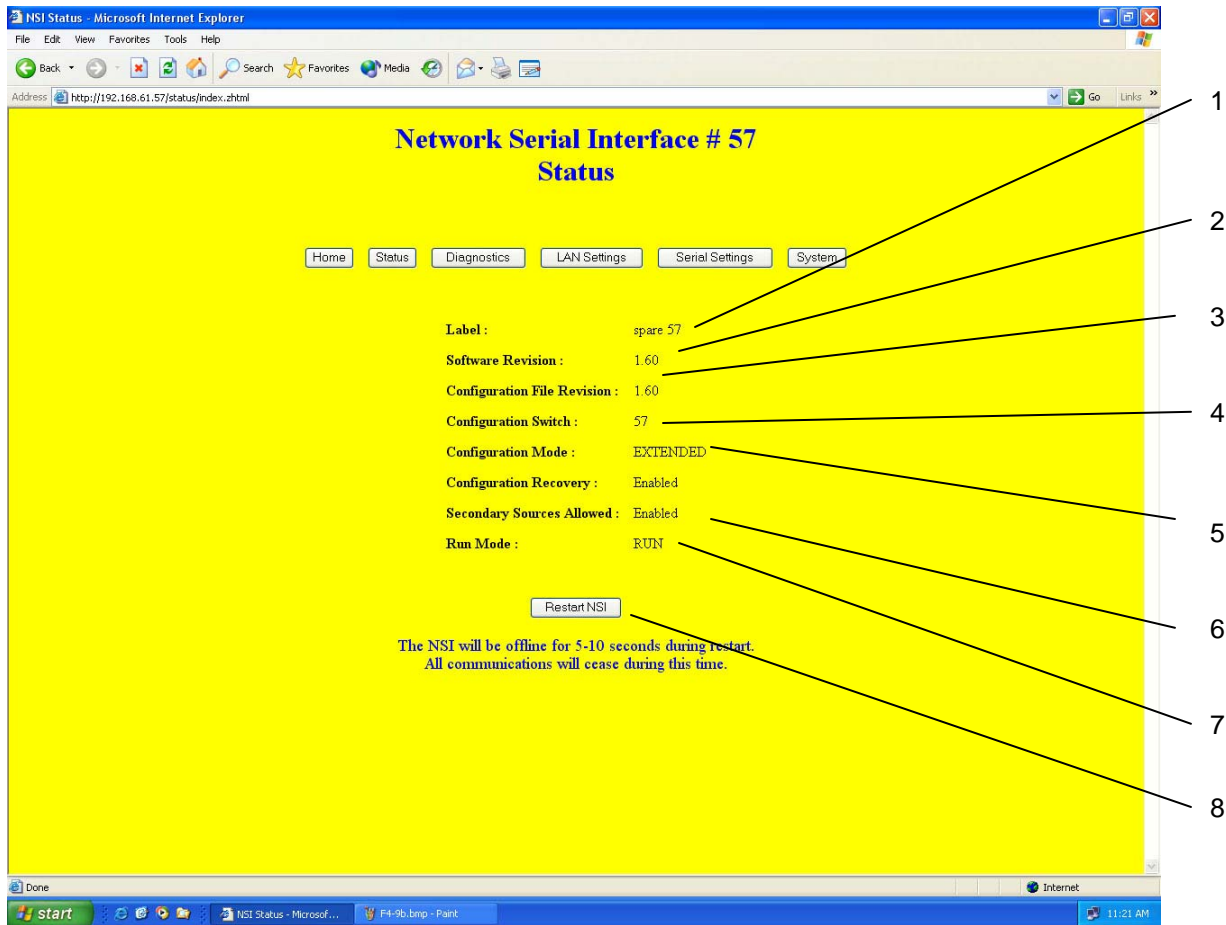 NSI Status - Microsoft Internet Explorer
File Edit View Favorites Tools Help
Back Search Favorites Media
Address http://192.168.61.57/status/index.zhtml Go Links »
Network Serial Interface # 57
Status
Home Status Diagnostics LAN Settings Serial Settings System
Label : spare 57
Software Revision : 1.60
Configuration File Revision : 1.60
Configuration Switch : 57
Configuration Mode : EXTENDED
Configuration Recovery : Enabled
Secondary Sources Allowed : Enabled
Run Mode : RUN
Restart NSI
The NSI will be offline for 5-10 seconds during restart.
All communications will cease during this time.
1
2
3
4
5
6
7
8
Done Internet
start NSI Status - Microsof... F4-9b.bmp - Paint 11:21 AM